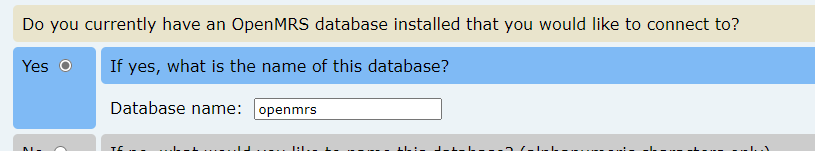 Do you currently have an OpenMRS database installed that you would like to connect to?
Yes If yes, what is the name of this database?
Database name: openmrs
No If no, what would you like to name this database? (alphanumeric characters only)